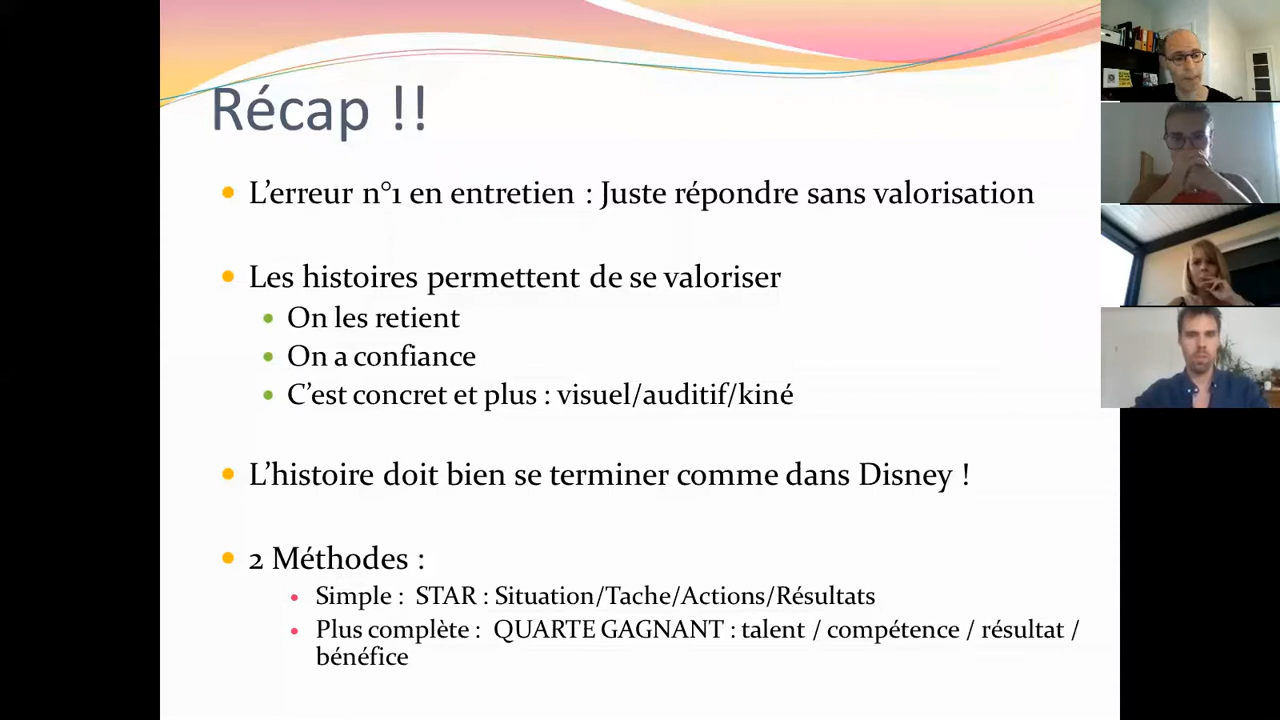 Récap !!
L’erreur n°1 en entretien : Juste répondre sans valorisation
Les histoires permettent de se valoriser
On les retient
On a confiance
C’est concret et plus : visuel/auditif/kiné
L’histoire doit bien se terminer comme dans Disney !
2 Méthodes :
Simple : STAR : Situation/Tache/Actions/Résultats
Plus complète : QUARTE GAGNANT : talent / compétence / résultat /
bénéfice